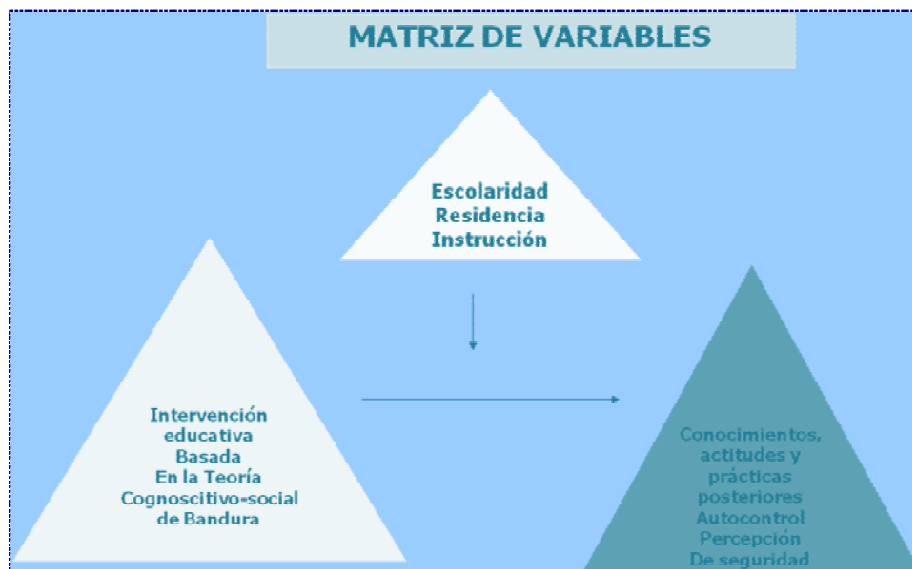 MATRIZ DE VARIABLES
Escolaridad
Residencia
Instrucción
Intervención
educativa
Basada
En la Teoría
Cognoscitivo-social
de Bandura
Conocimientos,
actitudes y
prácticas
posteriores
Autocontrol
Percepción
De seguridad